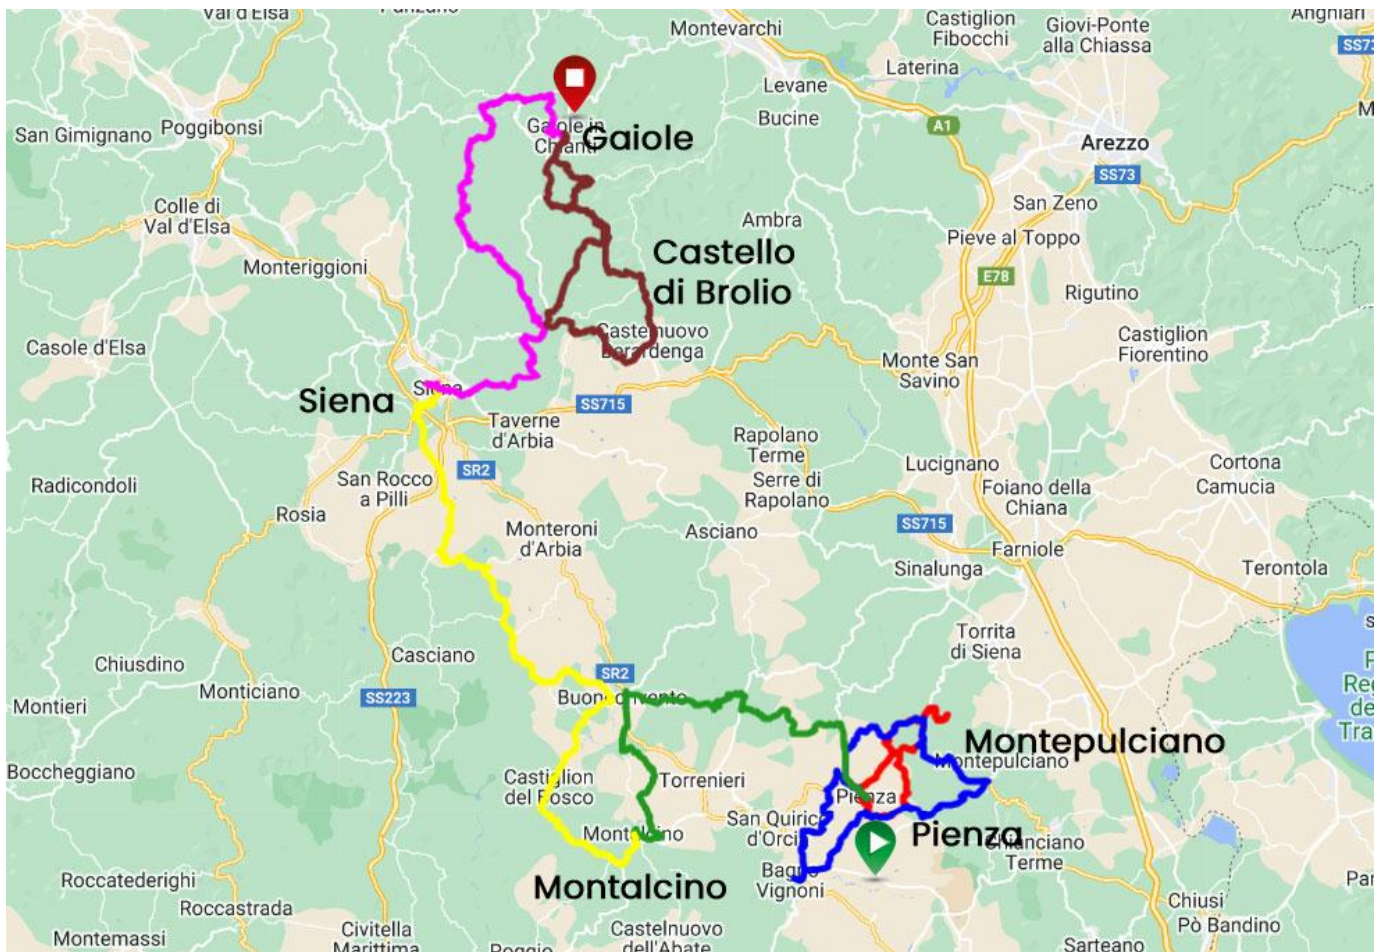 Val d'Elsa
Panzano
Montevarchi
Castiglion
Fibocchi
Giovi-Ponte
alla Chiassa
Anghiari
SS73
Laterina
Levane
Bucine
A1
San Gimignano
Poggibonsi
Gaiole in
Chianti
Gaiole
Arezzo
SS73
Colle di
Val d'Elsa
Ambra
San Zeno
Pieve al Toppo
Monteriggioni
Castello
di Brolio
E78
Rigutino
Casole d'Elsa
Castelnuovo
Berardenga
Castiglion
Fiorentino
Monte San
Savino
Siena
Siena
SS715
Taverne
d'Arbia
Rapolano
Terme
Lucignano
Cortona
Camucia
San Rocco
a Pilli
SR2
Serre di
Rapolano
Foiano della
Chiana
Radicondoli
Rosia
Monteroni
d'Arbia
Asciano
SS715
Farniole
Sinalunga
Terontola
Torrita
di Siena
Chiusdino
Casciano
SR2
Monticiano
SS223
Buonconvento
Montieri
Montepulciano
Montepulciano
Boccheggiano
Castiglion
del Bosco
Torrenieri
Pienza
San Quirico
d'Orcia
Pienza
Montalcino
Chianciano
Terme
Bagno
Vignoni
Montalcino
Roccatederighi
Roccastrada
Chiusi
Pò Bandino
Civitella
Marittima
Castelnuovo
dell'Abate
Montemassi
Poggio
Sarteano